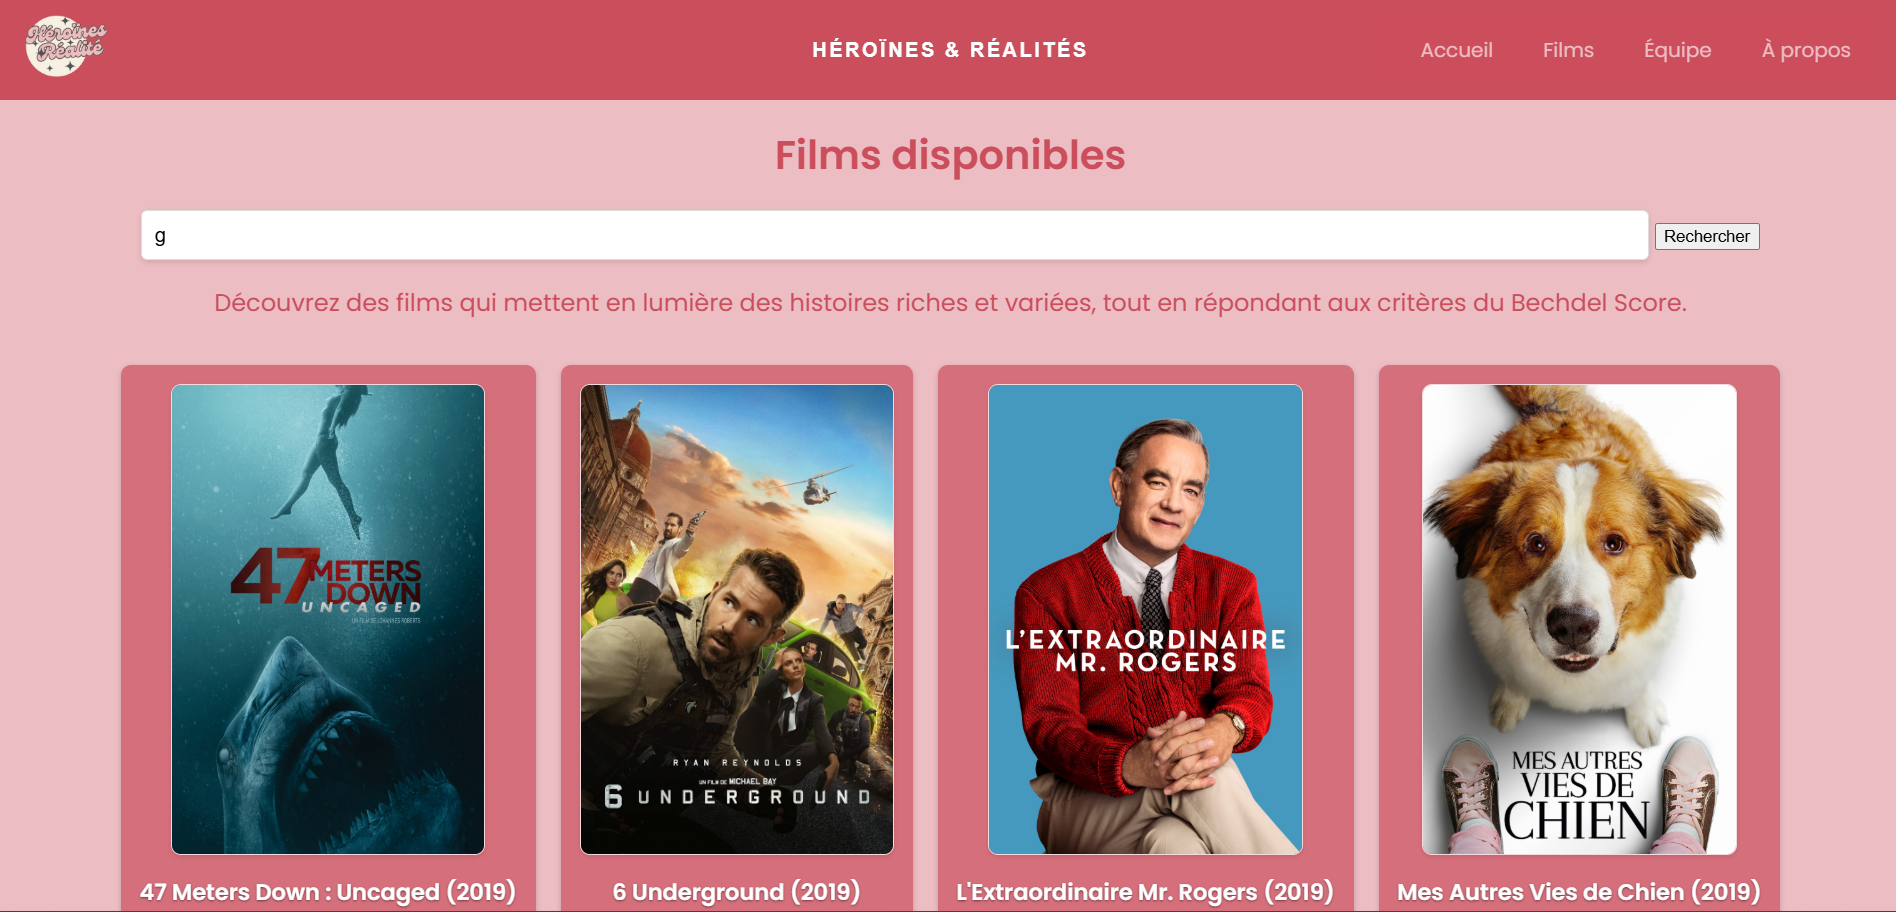 Héroïnes
Réalité
HÉROÏNES & RÉALITÉS
Accueil
Films
Équipe
À propos
Films disponibles
g
Rechercher
Découvrez des films qui mettent en lumière des histoires riches et variées, tout en répondant aux critères du Bechdel Score.
47 METERS
DOWN
UNCAGED
UN FILM DE JOHANNES ROBERTS
RYAN REYNOLDS
UN FILM DE MICHAEL BAY
6 UNDERGROUND
L'EXTRAORDINAIRE
MR. ROGERS
MES AUTRES
VIES DE
CHIEN
47 Meters Down : Uncaged (2019)
6 Underground (2019)
L'Extraordinaire Mr. Rogers (2019)
Mes Autres Vies de Chien (2019)